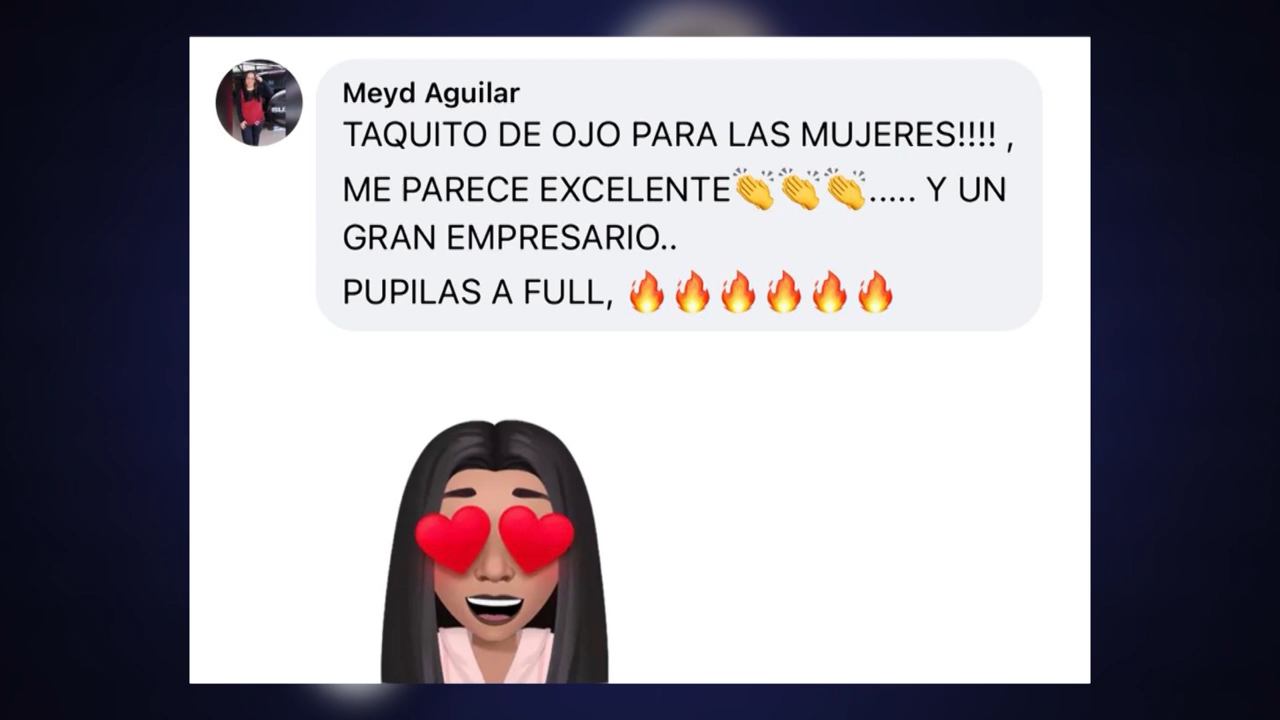 Meyd Aguilar
TAQUITO DE OJO PARA LAS MUJERES!!!! ,
ME PARECE EXCELENTE👏👏👏..... Y UN
GRAN EMPRESARIO..
PUPILAS A FULL, 🔥🔥🔥🔥🔥🔥